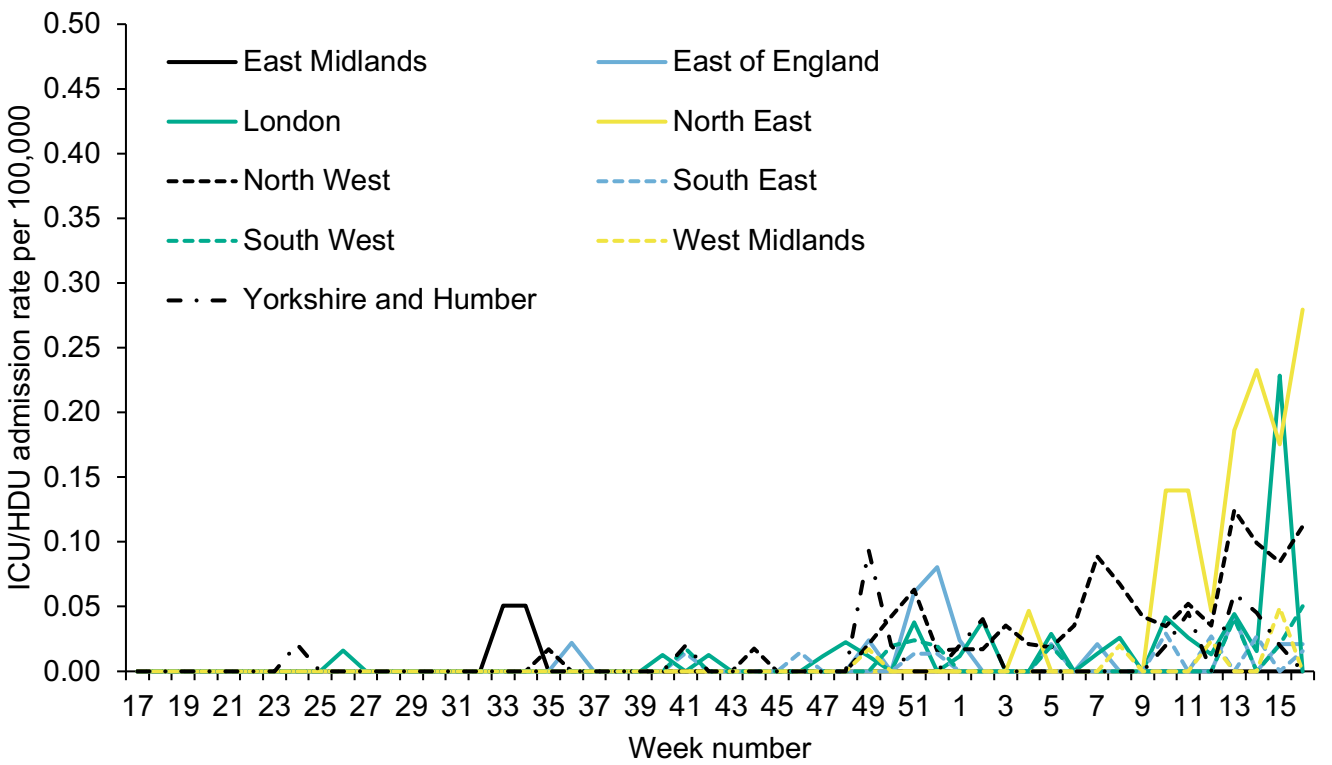 ICU/HDU admission rate per 100,000
0.50
0.45
0.40
0.35
0.30
0.25
0.20
0.15
0.10
0.05
0.00
East Midlands
East of England
London
North East
North West
South East
South West
West Midlands
Yorkshire and Humber
17 19 21 23 25 27 29 31 33 35 37 39 41 43 45 47 49 51 1 3 5 7 9 11 13 15
Week number